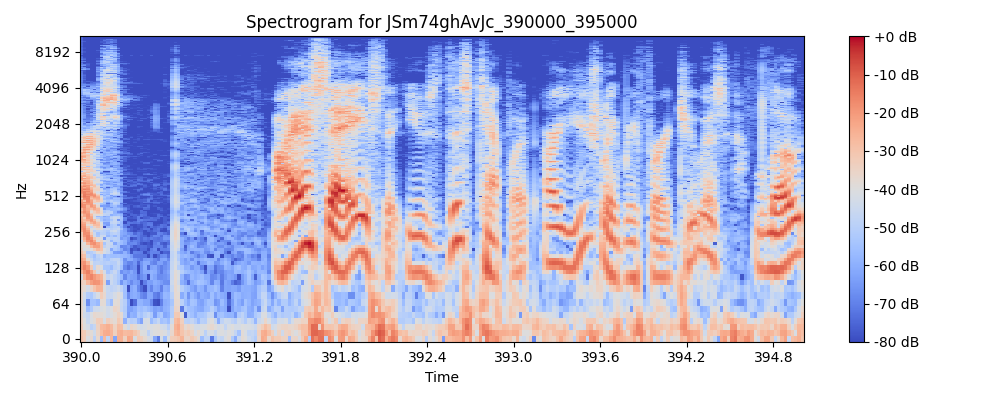 Spectrogram for JSm74ghAvJc_390000_395000
8192
4096
2048
1024
512
256
128
64
0
Hz
390.0 390.6 391.2 391.8 392.4 393.0 393.6 394.2 394.8
Time
+0 dB
-10 dB
-20 dB
-30 dB
-40 dB
-50 dB
-60 dB
-70 dB
-80 dB